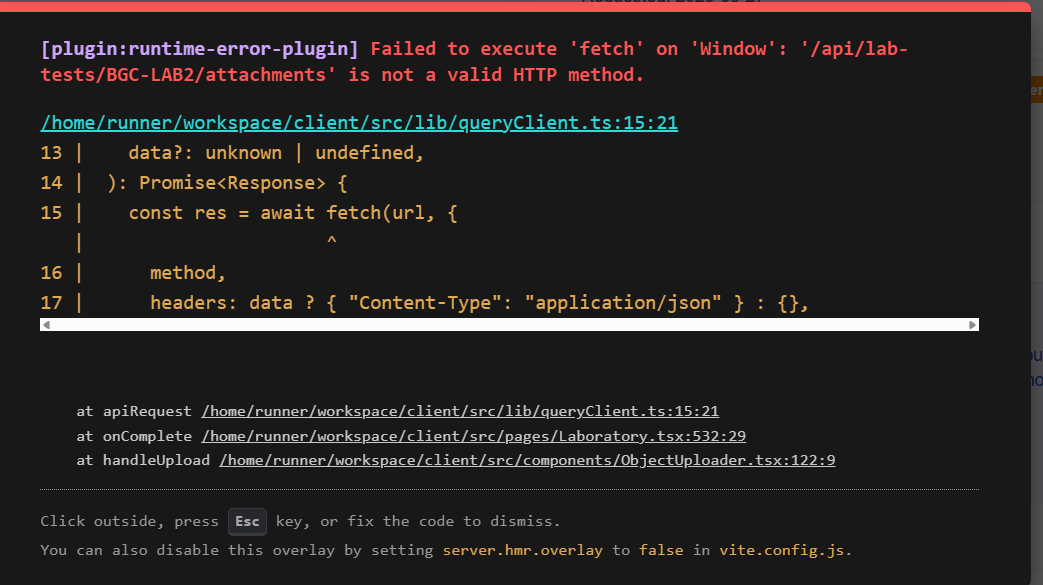 [plugin:runtime-error-plugin] Failed to execute 'fetch' on 'Window': '/api/lab-
tests/BGC-LAB2/attachments' is not a valid HTTP method.
/home/runner/workspace/client/src/lib/queryClient.ts:15:21
13 |    data?: unknown | undefined,
14 |  ): Promise<Response> {
15 |    const res = await fetch(url, {
   |                      ^
16 |      method,
17 |      headers: data ? { "Content-Type": "application/json" } : {},
at apiRequest /home/runner/workspace/client/src/lib/queryClient.ts:15:21
at onComplete /home/runner/workspace/client/src/pages/Laboratory.tsx:532:29
at handleUpload /home/runner/workspace/client/src/components/ObjectUploader.tsx:122:9
Click outside, press Esc key, or fix the code to dismiss.
You can also disable this overlay by setting server.hmr.overlay to false in vite.config.js.